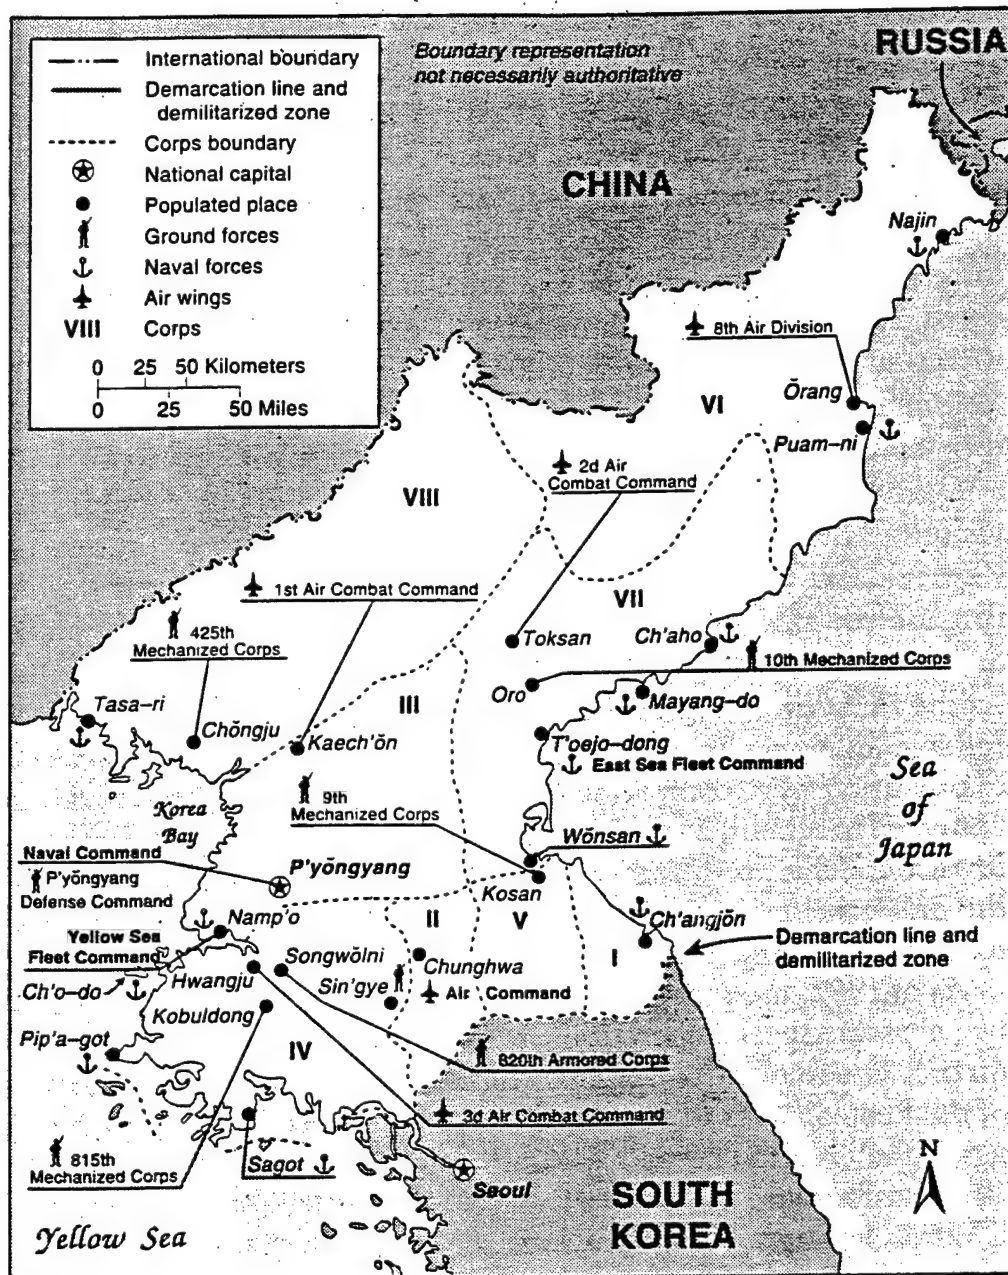 International boundary
Demarcation line and
demilitarized zone
Corps boundary
National capital
Populated place
Ground forces
Naval forces
Air wings
VIII Corps
0 25 50 Kilometers
0 25 50 Miles
Boundary representation
not necessarily authoritative
RUSSIA
CHINA
Najin
8th Air Division
VI
Ŏrang
Puam-ni
2d Air
Combat Command
VIII
1st Air Combat Command
VII
425th
Mechanized Corps
Toksan
Ch'aho
10th Mechanized Corps
Oro
Mayang-do
III
Tasa-ri
Chŏngju
Kaech'ŏn
T'oejo-dong
East Sea Fleet Command
9th
Mechanized Corps
Korea
Bay
Sea
of
Japan
Wŏnsan
Naval Command
P'yŏngyang
P'yŏngyang
Defense Command
Kosan
Namp'o
II
V
I
Ch'angjŏn
Yellow Sea
Fleet Command
Songwŏlni
Chunghwa
Demarcation line and
demilitarized zone
Ch'o-do
Hwangju
Sin'gye
Air Command
Kobuldong
Pip'a-got
IV
820th Armored Corps
3d Air Combat Command
815th
Mechanized Corps
Sagot
Seoul
SOUTH
KOREA
N
Yellow Sea